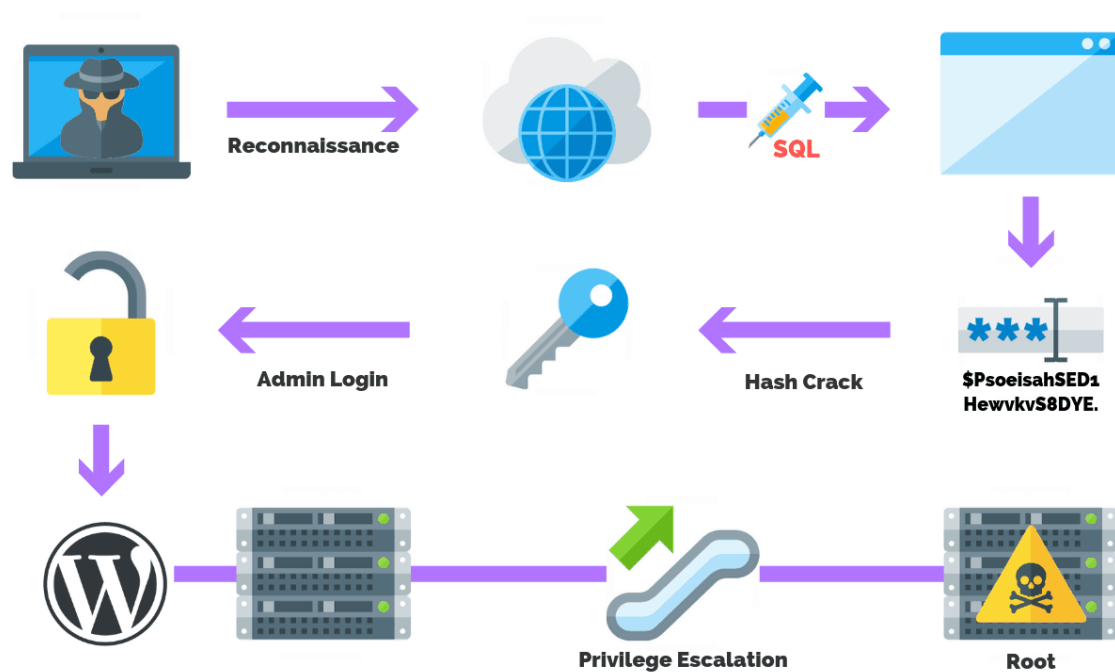 Reconnaissance
SQL
***
$PsoeisahSED1
HewvkvS8DYE.
Hash Crack
Admin Login
W
Privilege Escalation
Root